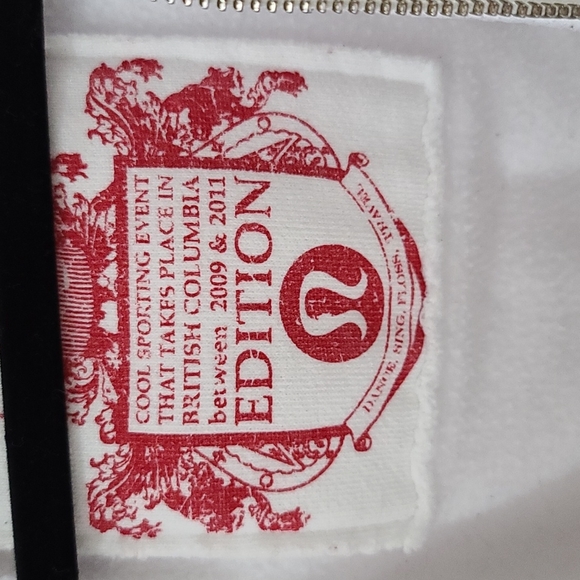 COOL SPORTING EVENT
THAT TAKES PLACE IN
BRITISH COLUMBIA
between 2009 & 2011
EDITION
DANCE, SING, FLOSS, TRAVEL